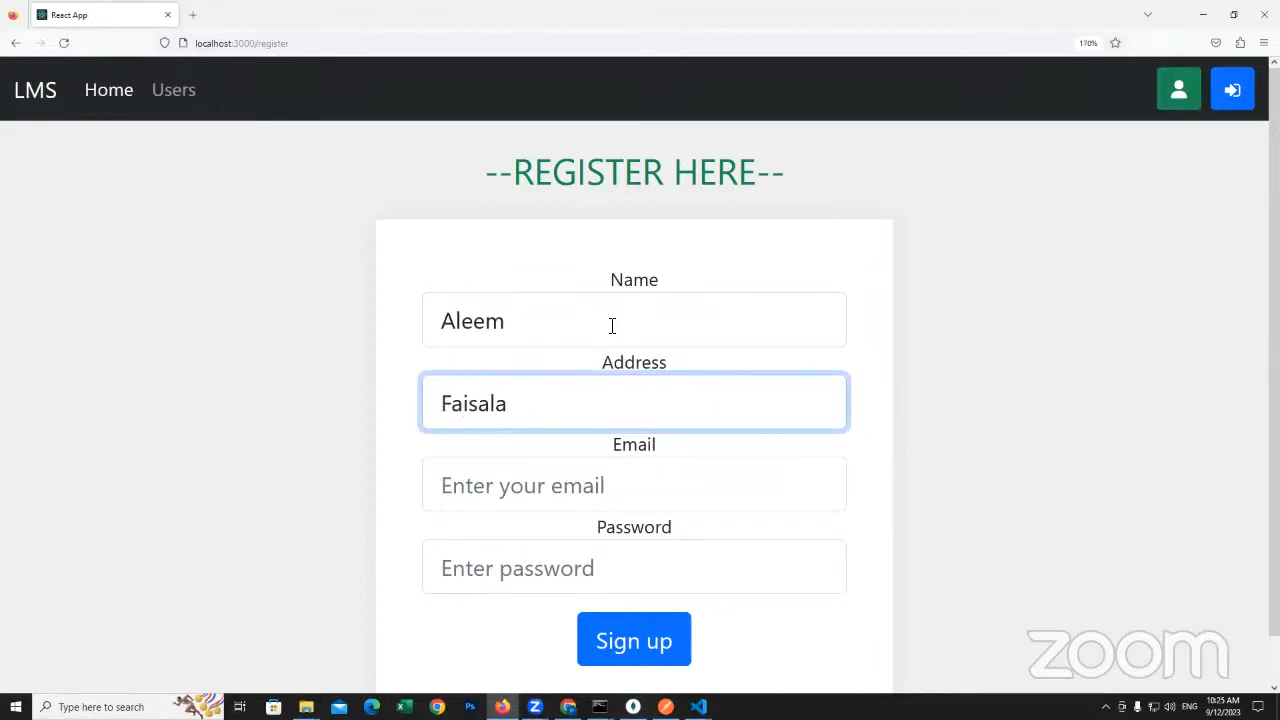 React App
localhost:3000/register
170%
LMS Home Users
--REGISTER HERE--
Name
Aleem
Address
Faisala
Email
Enter your email
Password
Enter password
Sign up
zoom
Type here to search
ENG
10:25 AM
9/12/2023